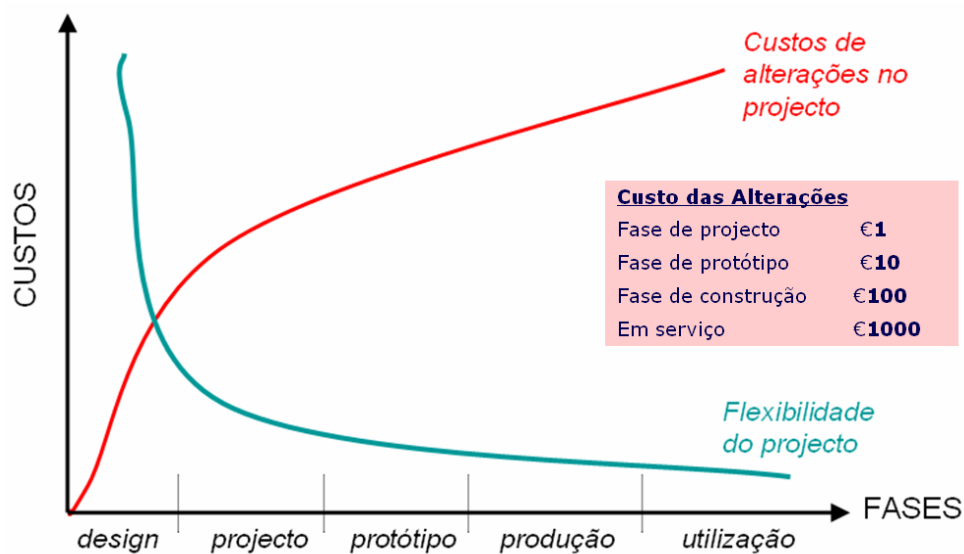 Custos de
alterações no
projecto
CUSTOS
Custo das Alterações
Fase de projecto €1
Fase de protótipo €10
Fase de construção €100
Em serviço €1000
Flexibilidade
do projecto
FASES
design projecto protótipo produção utilização